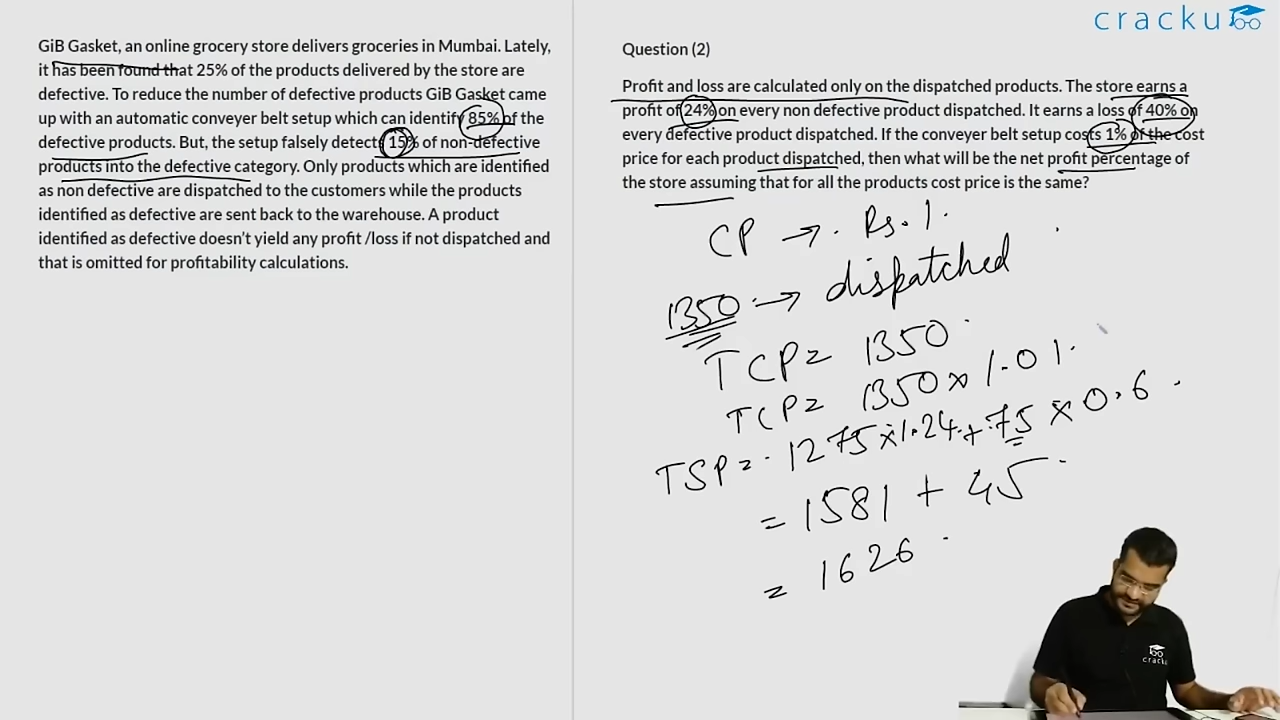 cracku
GiB Gasket, an online grocery store delivers groceries in Mumbai. Lately,
it has been found that 25% of the products delivered by the store are
defective. To reduce the number of defective products GiB Gasket came
up with an automatic conveyer belt setup which can identify 85% of the
defective products. But, the setup falsely detects 15% of non-defective
products into the defective category. Only products which are identified
as non defective are dispatched to the customers while the products
identified as defective are sent back to the warehouse. A product
identified as defective doesn't yield any profit /loss if not dispatched and
that is omitted for profitability calculations.
Question (2)
Profit and loss are calculated only on the dispatched products. The store earns a
profit of 24% on every non defective product dispatched. It earns a loss of 40% on
every defective product dispatched. If the conveyer belt setup costs 1% of the cost
price for each product dispatched, then what will be the net profit percentage of
the store assuming that for all the products cost price is the same?
CP → Rs. 1.
1350 → dispatched
TCP = 1350
TCP = 1350 x 1.01.
TSP = 1275 x 1.24 + 75 x 0.6
= 1581 + 45
= 1626
cracku